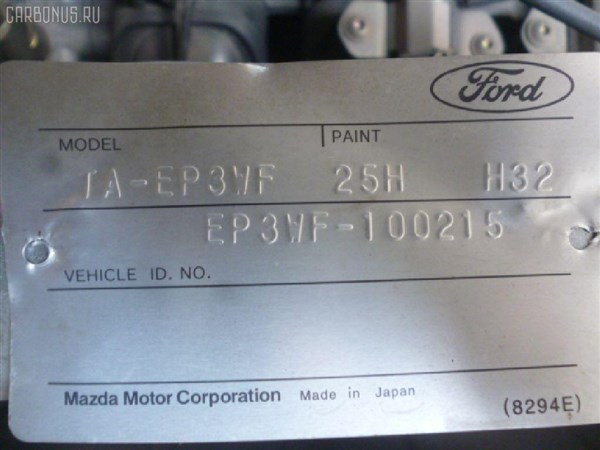 CARBONUS.RU
Ford
MODEL PAINT
TA-EP3WF 25H H32
EP3WF-100215
VEHICLE ID. NO.
Mazda Motor Corporation Made in Japan
(8294E)